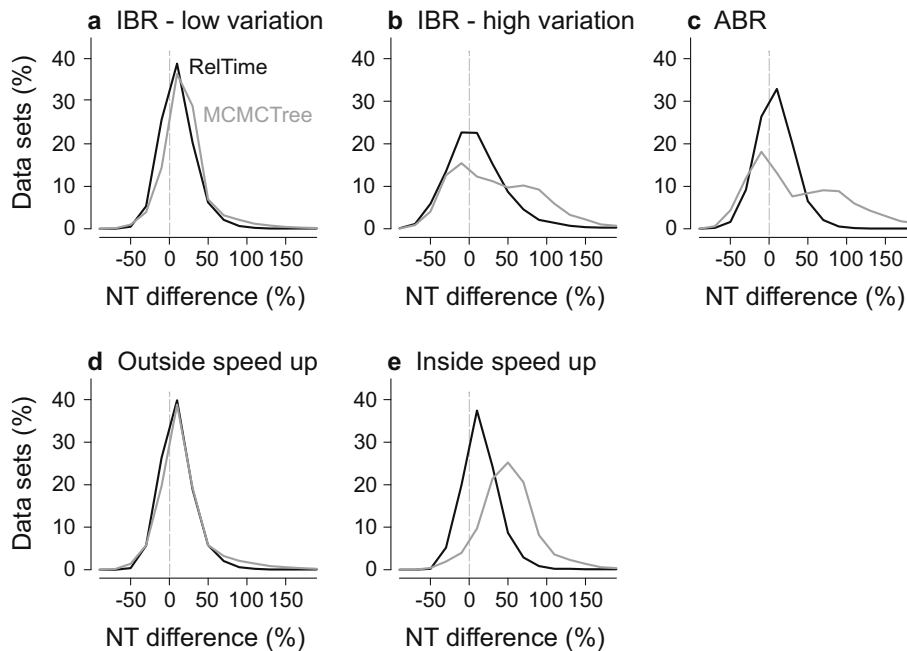 a IBR - low variation
b IBR - high variation
c ABR
Data sets (%)
40
30
20
10
0
RelTime
MCMCTree
-50 0 50 100 150
NT difference (%)
40
30
20
10
0
-50 0 50 100 150
NT difference (%)
40
30
20
10
0
-50 0 50 100 150
NT difference (%)
d Outside speed up
e Inside speed up
Data sets (%)
40
30
20
10
0
-50 0 50 100 150
NT difference (%)
Data sets (%)
40
30
20
10
0
-50 0 50 100 150
NT difference (%)